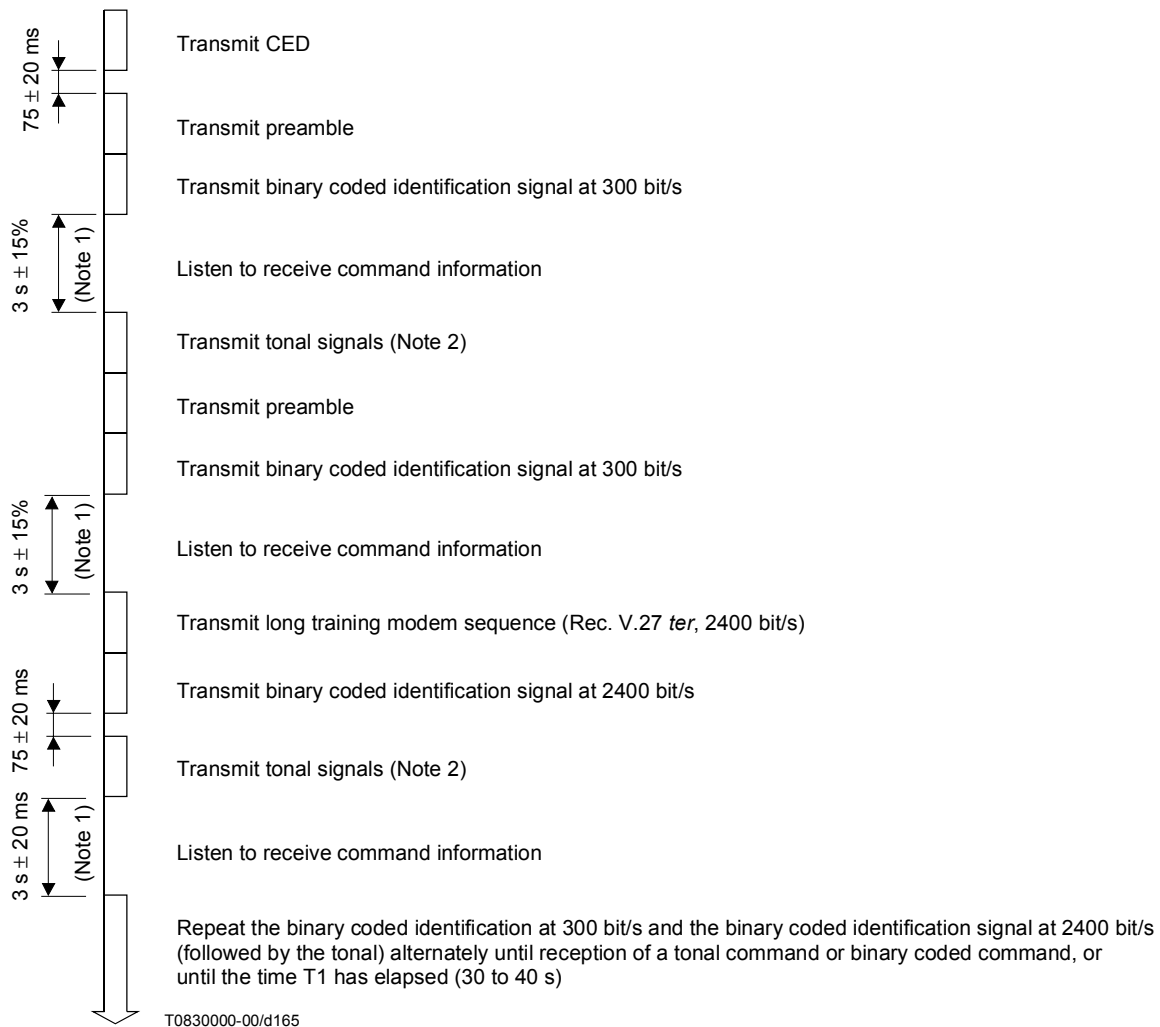 Transmit CED
75 ± 20 ms
Transmit preamble
Transmit binary coded identification signal at 300 bit/s
3 s ± 15%
(Note 1)
Listen to receive command information
Transmit tonal signals (Note 2)
Transmit preamble
Transmit binary coded identification signal at 300 bit/s
3 s ± 15%
(Note 1)
Listen to receive command information
Transmit long training modem sequence (Rec. V.27 ter, 2400 bit/s)
Transmit binary coded identification signal at 2400 bit/s
75 ± 20 ms
Transmit tonal signals (Note 2)
3 s ± 20 ms
(Note 1)
Listen to receive command information
Repeat the binary coded identification at 300 bit/s and the binary coded identification signal at 2400 bit/s
(followed by the tonal) alternately until reception of a tonal command or binary coded command, or
until the time T1 has elapsed (30 to 40 s)
T0830000-00/d165